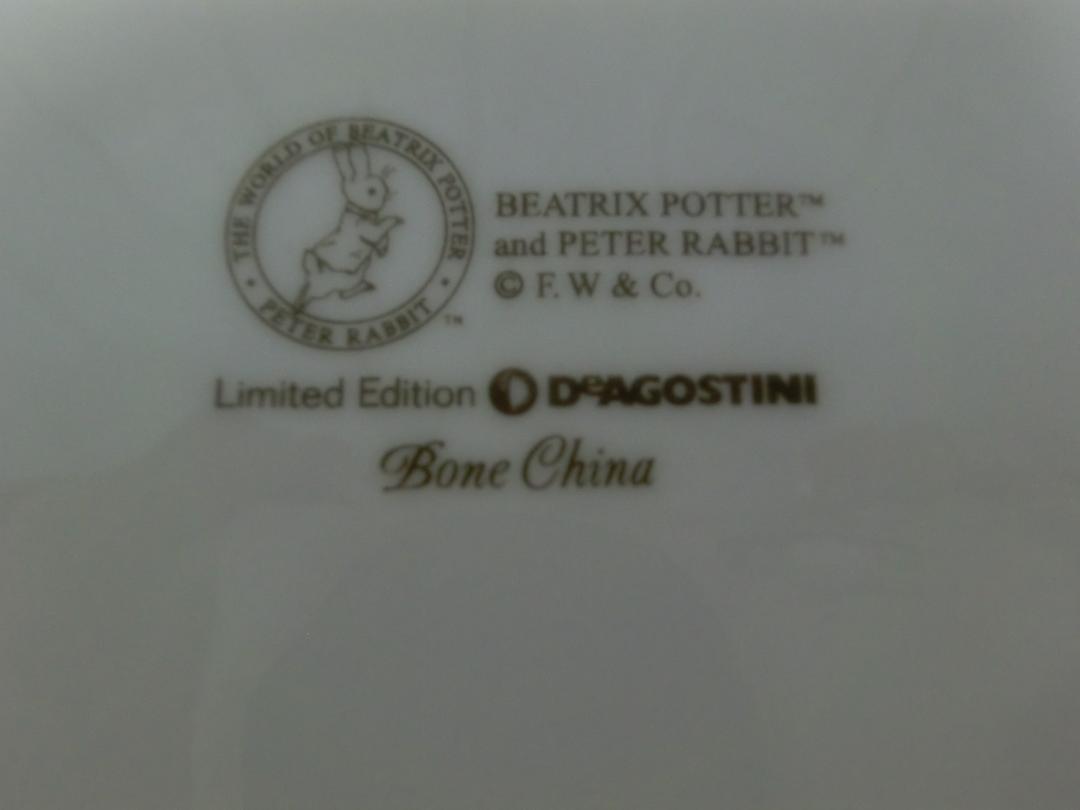 THE WORLD OF BEATRIX POTTER
• PETER RABBIT • ™
BEATRIX POTTER™
and PETER RABBIT™
© F. W & Co.
Limited Edition DeAGOSTINI
Bone China